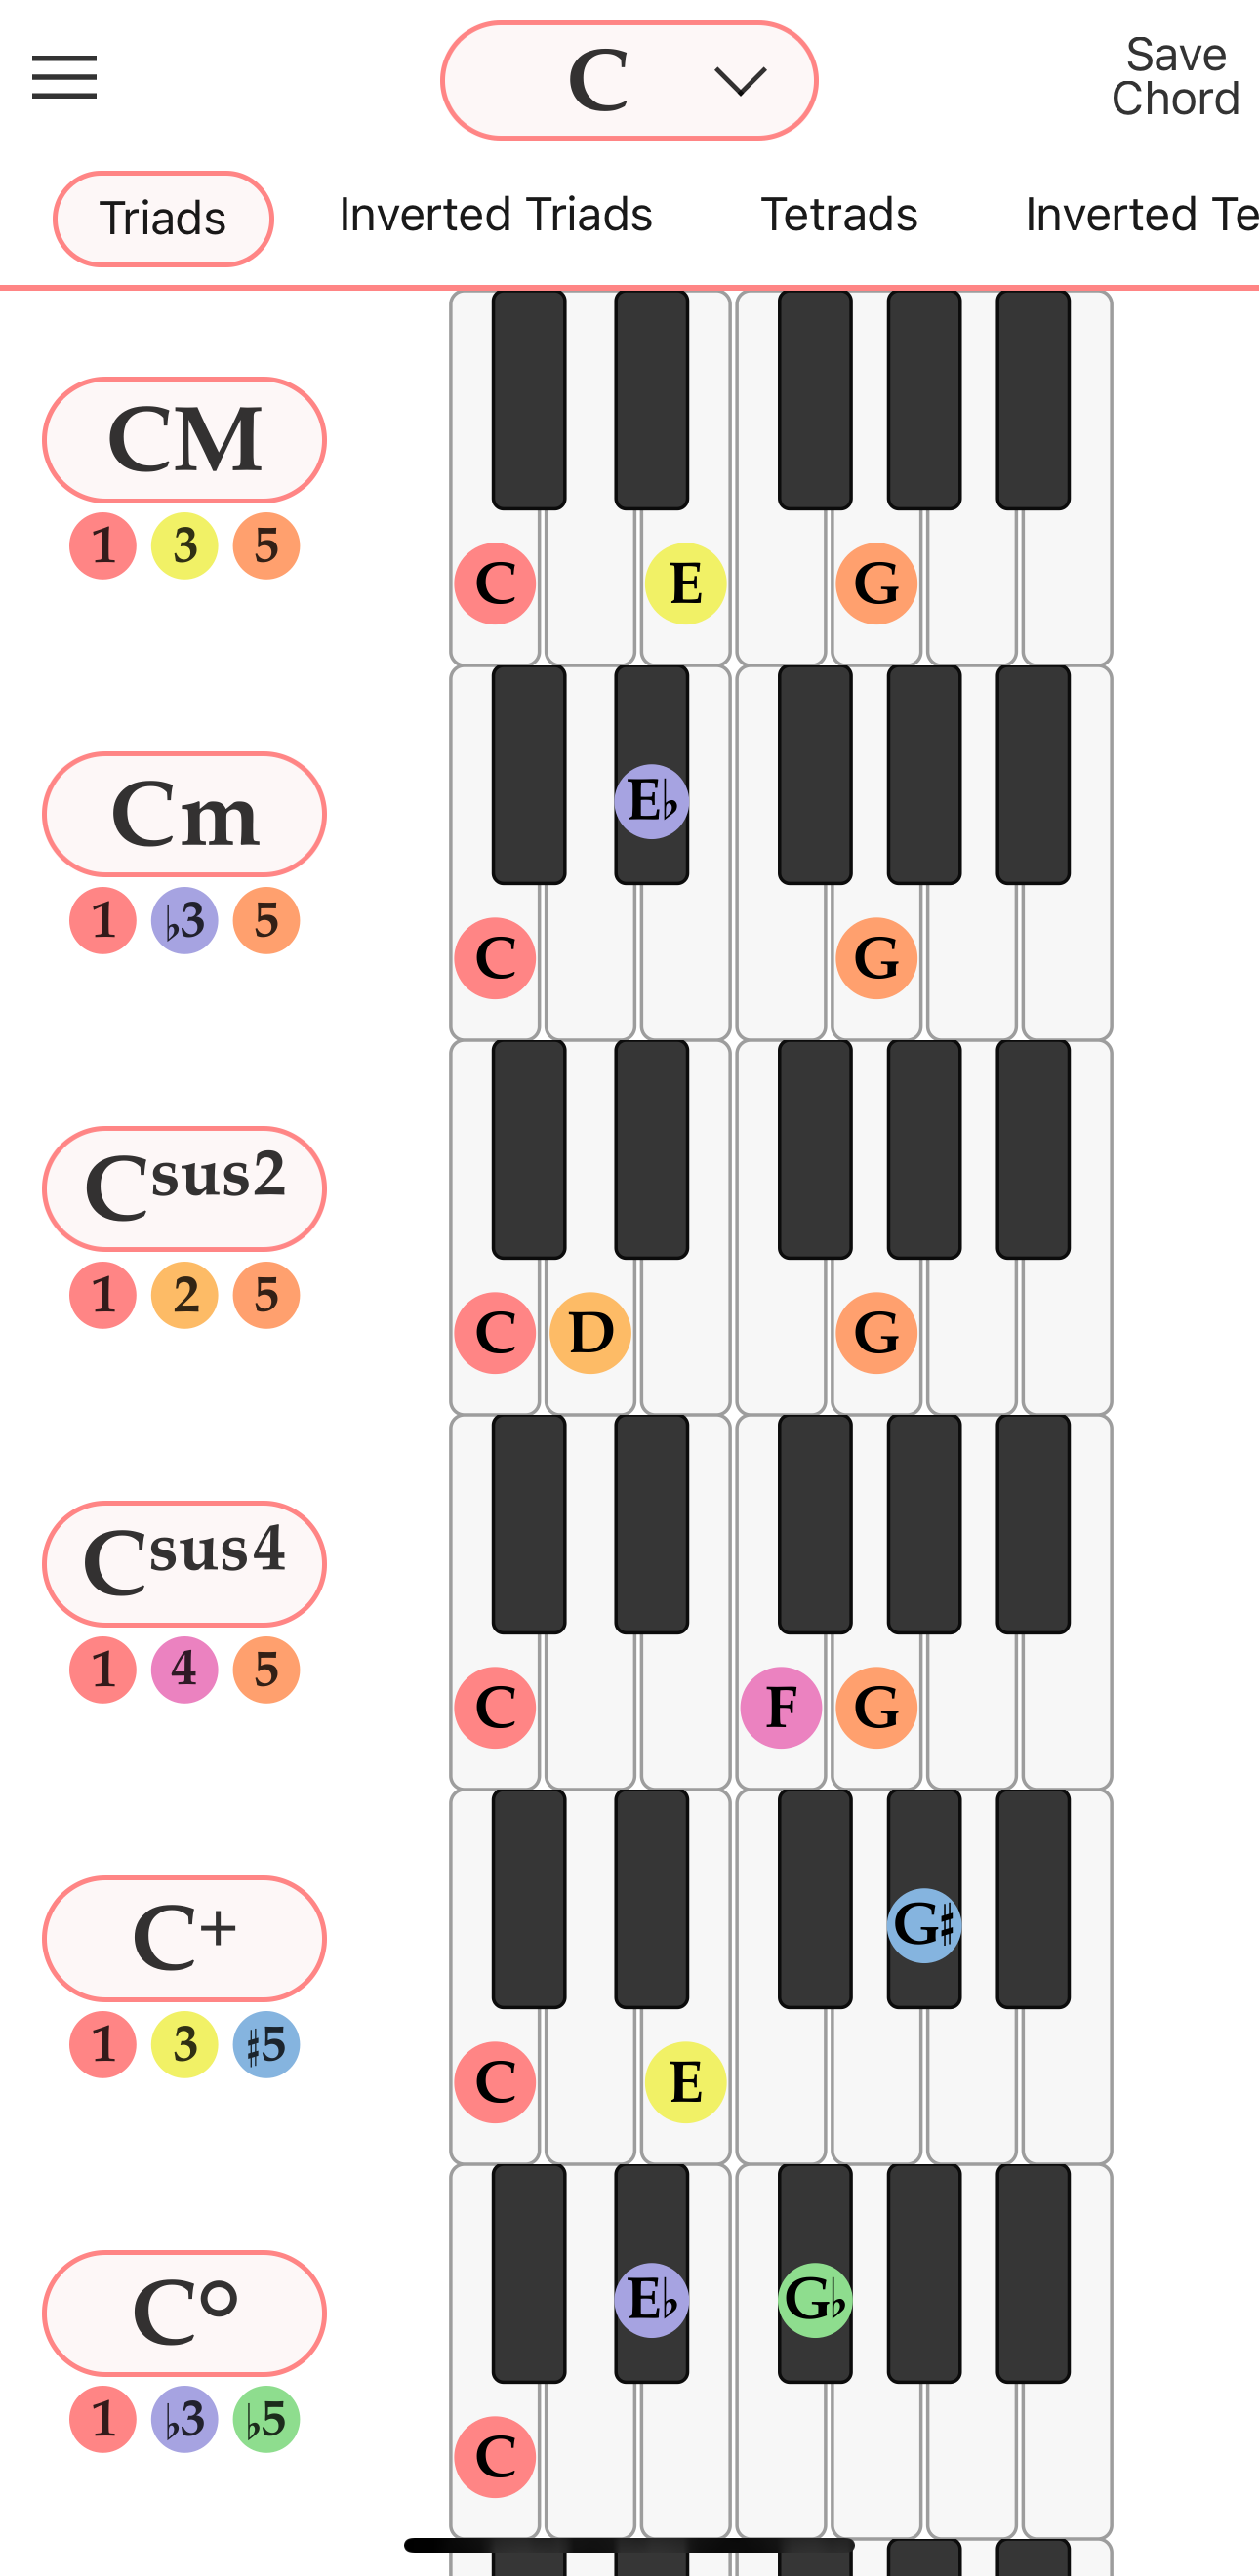 C
Save
Chord
Triads Inverted Triads Tetrads Inverted Te
CM
1 3 5
C E G
Cm
1 ♭3 5
E♭
C G
Csus2
1 2 5
C D G
Csus4
1 4 5
C F G
C+
1 3 ♯5
G♯
C E
C°
1 ♭3 ♭5
E♭ G♭
C